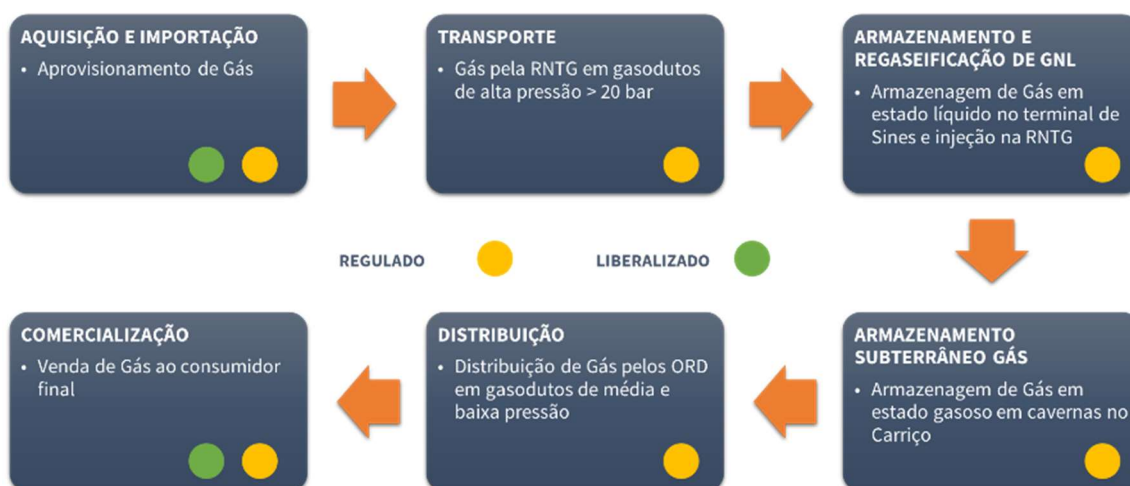 AQUISIÇÃO E IMPORTAÇÃO
• Aprovisionamento de Gás
TRANSPORTE
• Gás pela RNTG em gasodutos
de alta pressão > 20 bar
ARMAZENAMENTO E
REGASEIFICAÇÃO DE GNL
• Armazenagem de Gás em
estado líquido no terminal de
Sines e injeção na RNTG
REGULADO
LIBERALIZADO
COMERCIALIZAÇÃO
• Venda de Gás ao consumidor
final
DISTRIBUIÇÃO
• Distribuição de Gás pelos ORD
em gasodutos de média e
baixa pressão
ARMAZENAMENTO
SUBTERRÂNEO GÁS
• Armazenagem de Gás em
estado gasoso em cavernas no
Carriço